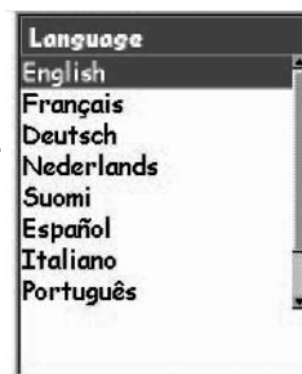 Language
English
Français
Deutsch
Nederlands
Suomi
Español
Italiano
Português